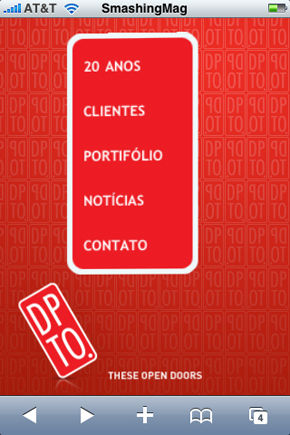 AT&T SmashingMag
20 ANOS
CLIENTES
PORTIFÓLIO
NOTÍCIAS
CONTATO
DP
TO.
THESE OPEN DOORS
4